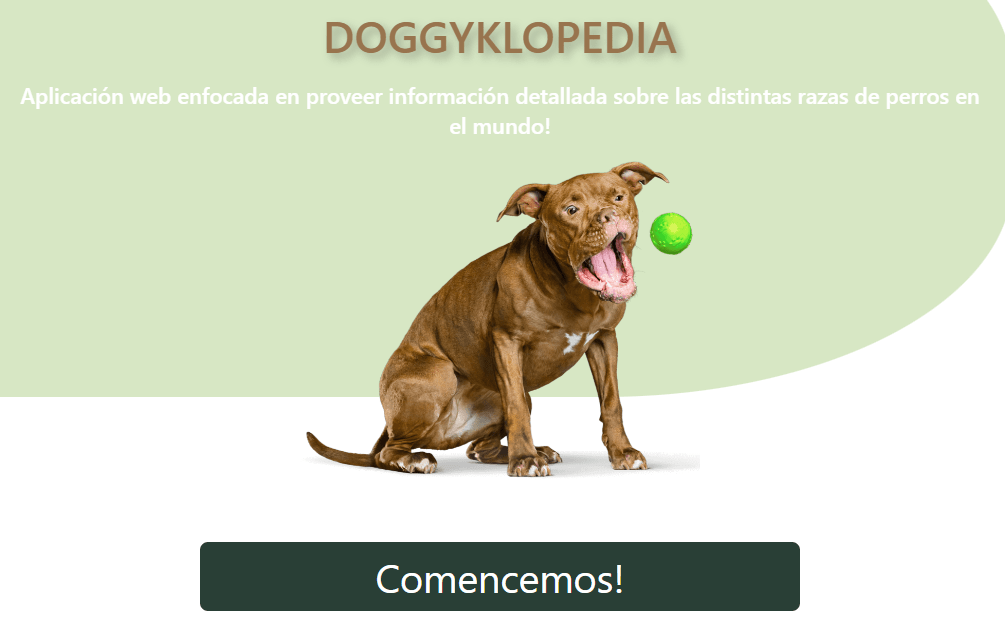 DOGGYKLOPEDIA
Aplicación web enfocada en proveer información detallada sobre las distintas razas de perros en
el mundo!
Comencemos!